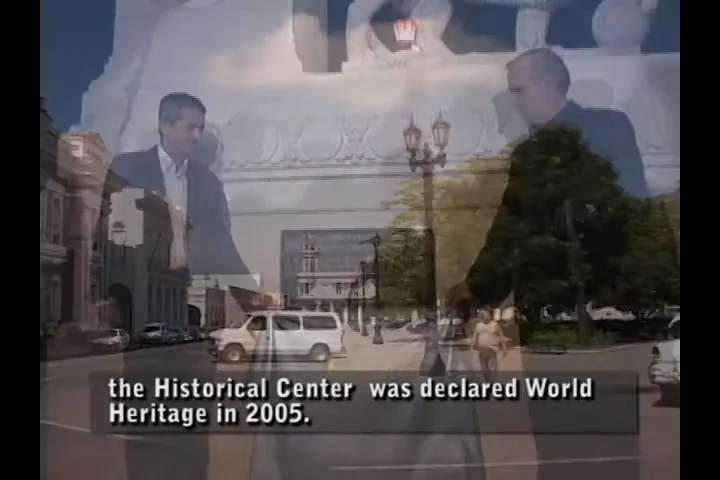 the Historical Center was declared World
Heritage in 2005.